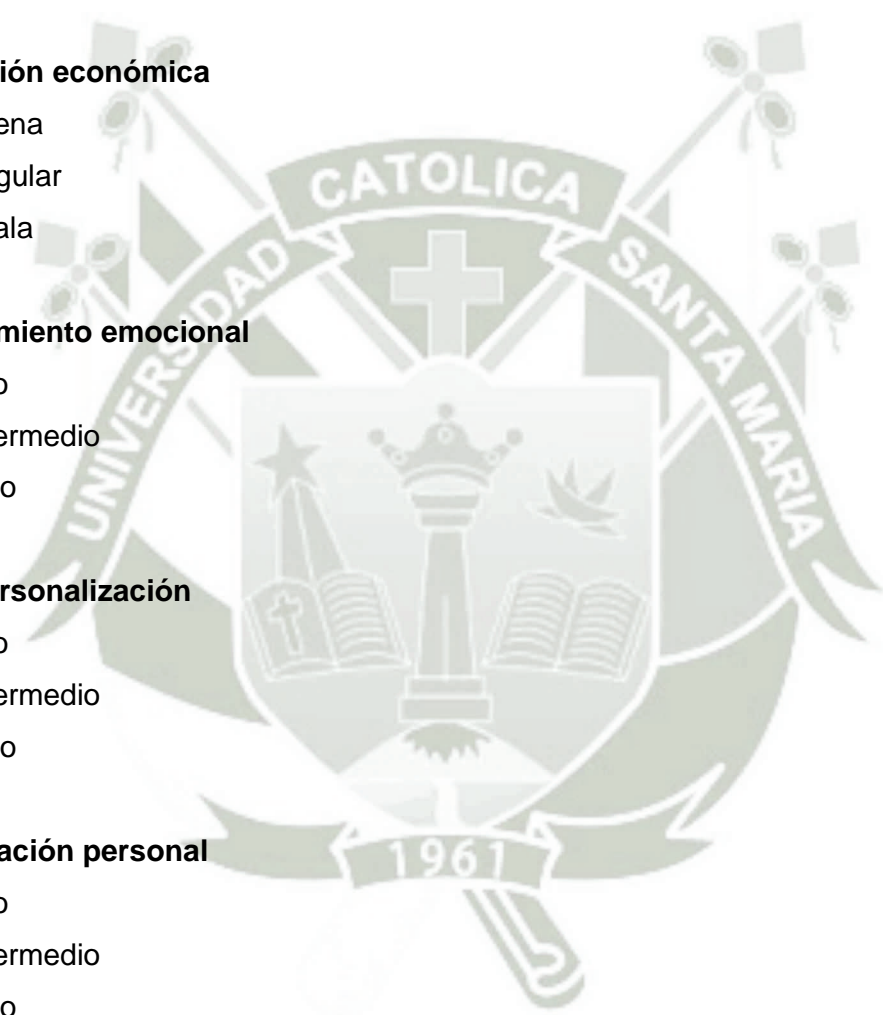 ión económica
ena
gular
ala
miento emocional
o
ermedio
o
rsonalización
o
ermedio
o
ación personal
o
ermedio
o
UNIVERSIDAD CATOLICA SANTA MARIA
1961